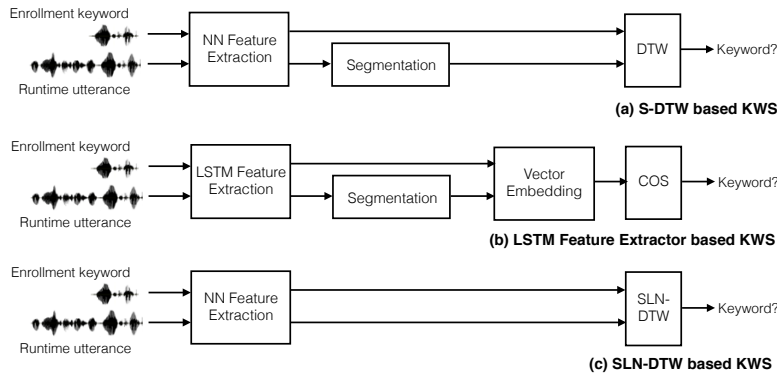 Enrollment keyword
NN Feature
Extraction
Segmentation
DTW
Keyword?
Runtime utterance
(a) S-DTW based KWS
Enrollment keyword
LSTM Feature
Extraction
Segmentation
Vector
Embedding
COS
Keyword?
Runtime utterance
(b) LSTM Feature Extractor based KWS
Enrollment keyword
NN Feature
Extraction
SLN-
DTW
Keyword?
Runtime utterance
(c) SLN-DTW based KWS